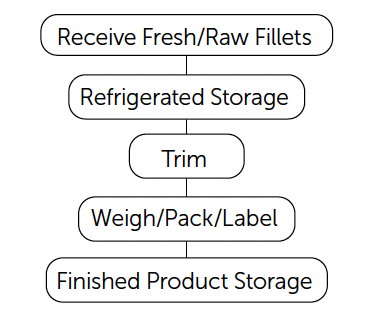 Receive Fresh/Raw Fillets
Refrigerated Storage
Trim
Weigh/Pack/Label
Finished Product Storage